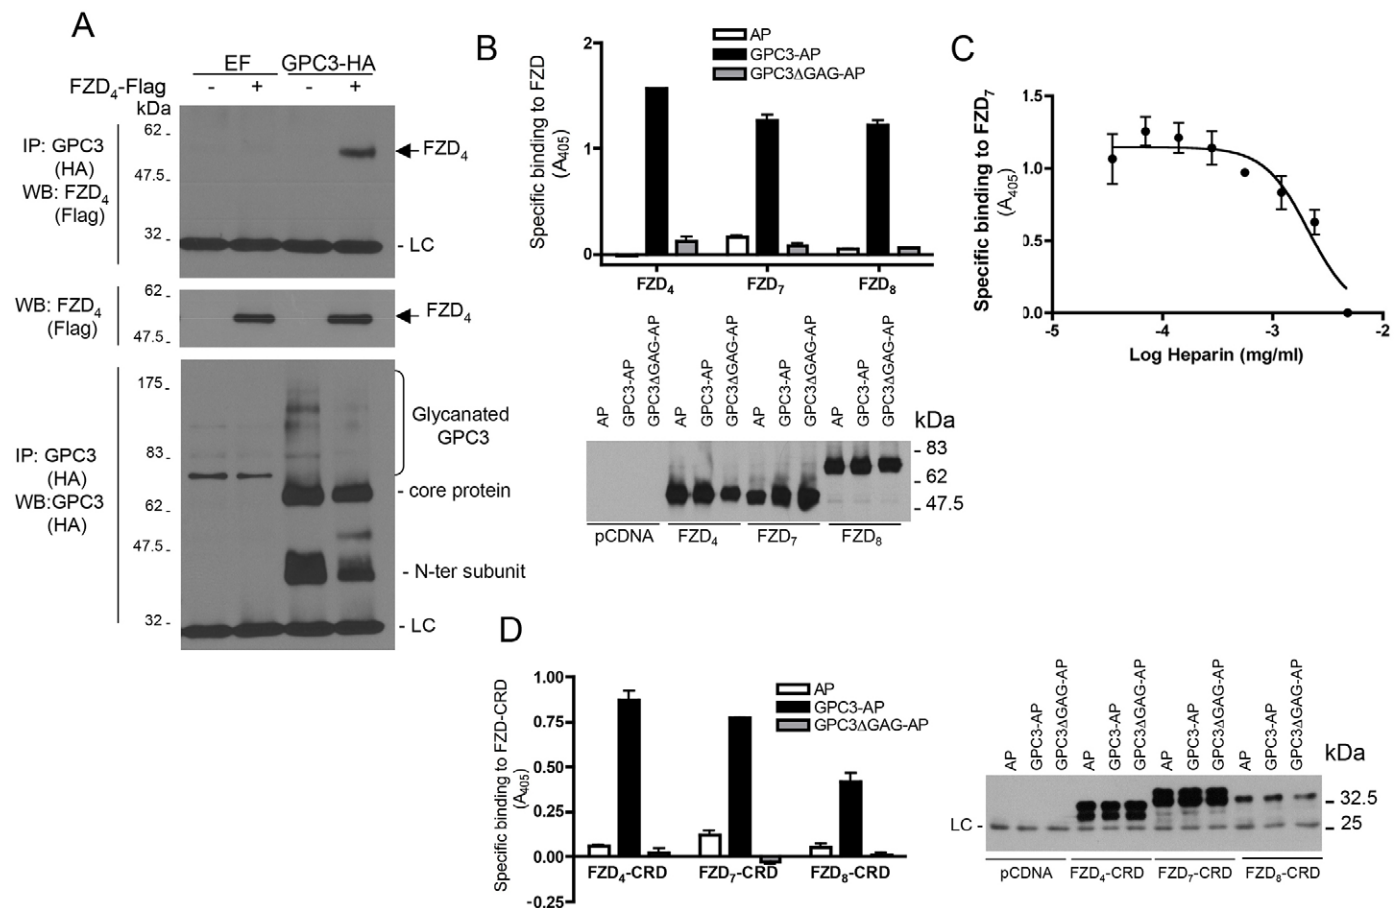 A
EF
GPC3-HA
FZD4-Flag
- + - +
kDa
IP: GPC3
(HA)
WB: FZD4
(Flag)
62
47.5
32
FZD4
- LC
WB: FZD4
(Flag)
62
47.5
FZD4
IP: GPC3
(HA)
WB:GPC3
(HA)
175
83
62
47.5
32
Glycanated
GPC3
- core protein
- N-ter subunit
- LC
B
AP
GPC3-AP
GPC3ΔGAG-AP
Specific binding to FZD
(A405)
2
1
0
FZD4 FZD7 FZD8
AP GPC3-AP GPC3ΔGAG-AP AP GPC3-AP GPC3ΔGAG-AP AP GPC3-AP GPC3ΔGAG-AP AP GPC3-AP GPC3ΔGAG-AP
kDa
83
62
47.5
pCDNA FZD4 FZD7 FZD8
C
Specific binding to FZD7
(A405)
1.5
1.0
0.5
0.0
-5 -4 -3 -2
Log Heparin (mg/ml)
D
AP
GPC3-AP
GPC3ΔGAG-AP
Specific binding to FZD-CRD
(A405)
1.00
0.75
0.50
0.25
0.00
-0.25
FZD4-CRD FZD7-CRD FZD8-CRD
AP GPC3-AP GPC3ΔGAG-AP AP GPC3-AP GPC3ΔGAG-AP AP GPC3-AP GPC3ΔGAG-AP AP GPC3-AP GPC3ΔGAG-AP
kDa
32.5
25
LC -
pCDNA FZD4-CRD FZD7-CRD FZD8-CRD